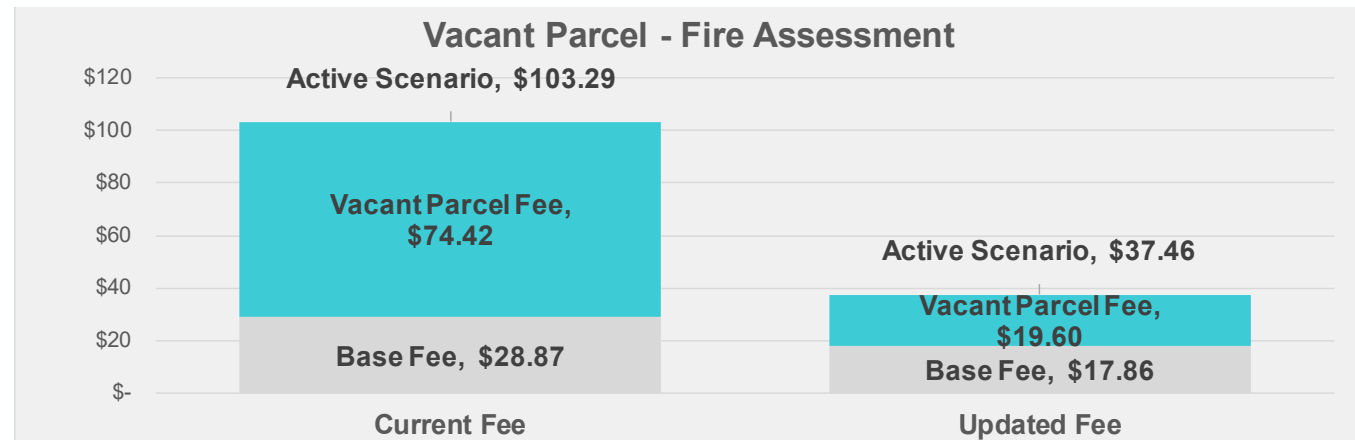 Vacant Parcel - Fire Assessment
$120
Active Scenario, $103.29
$100
$80
Vacant Parcel Fee,
$74.42
$60
Active Scenario, $37.46
$40
Vacant Parcel Fee,
$19.60
$20
Base Fee, $28.87
Base Fee, $17.86
$-
Current Fee
Updated Fee